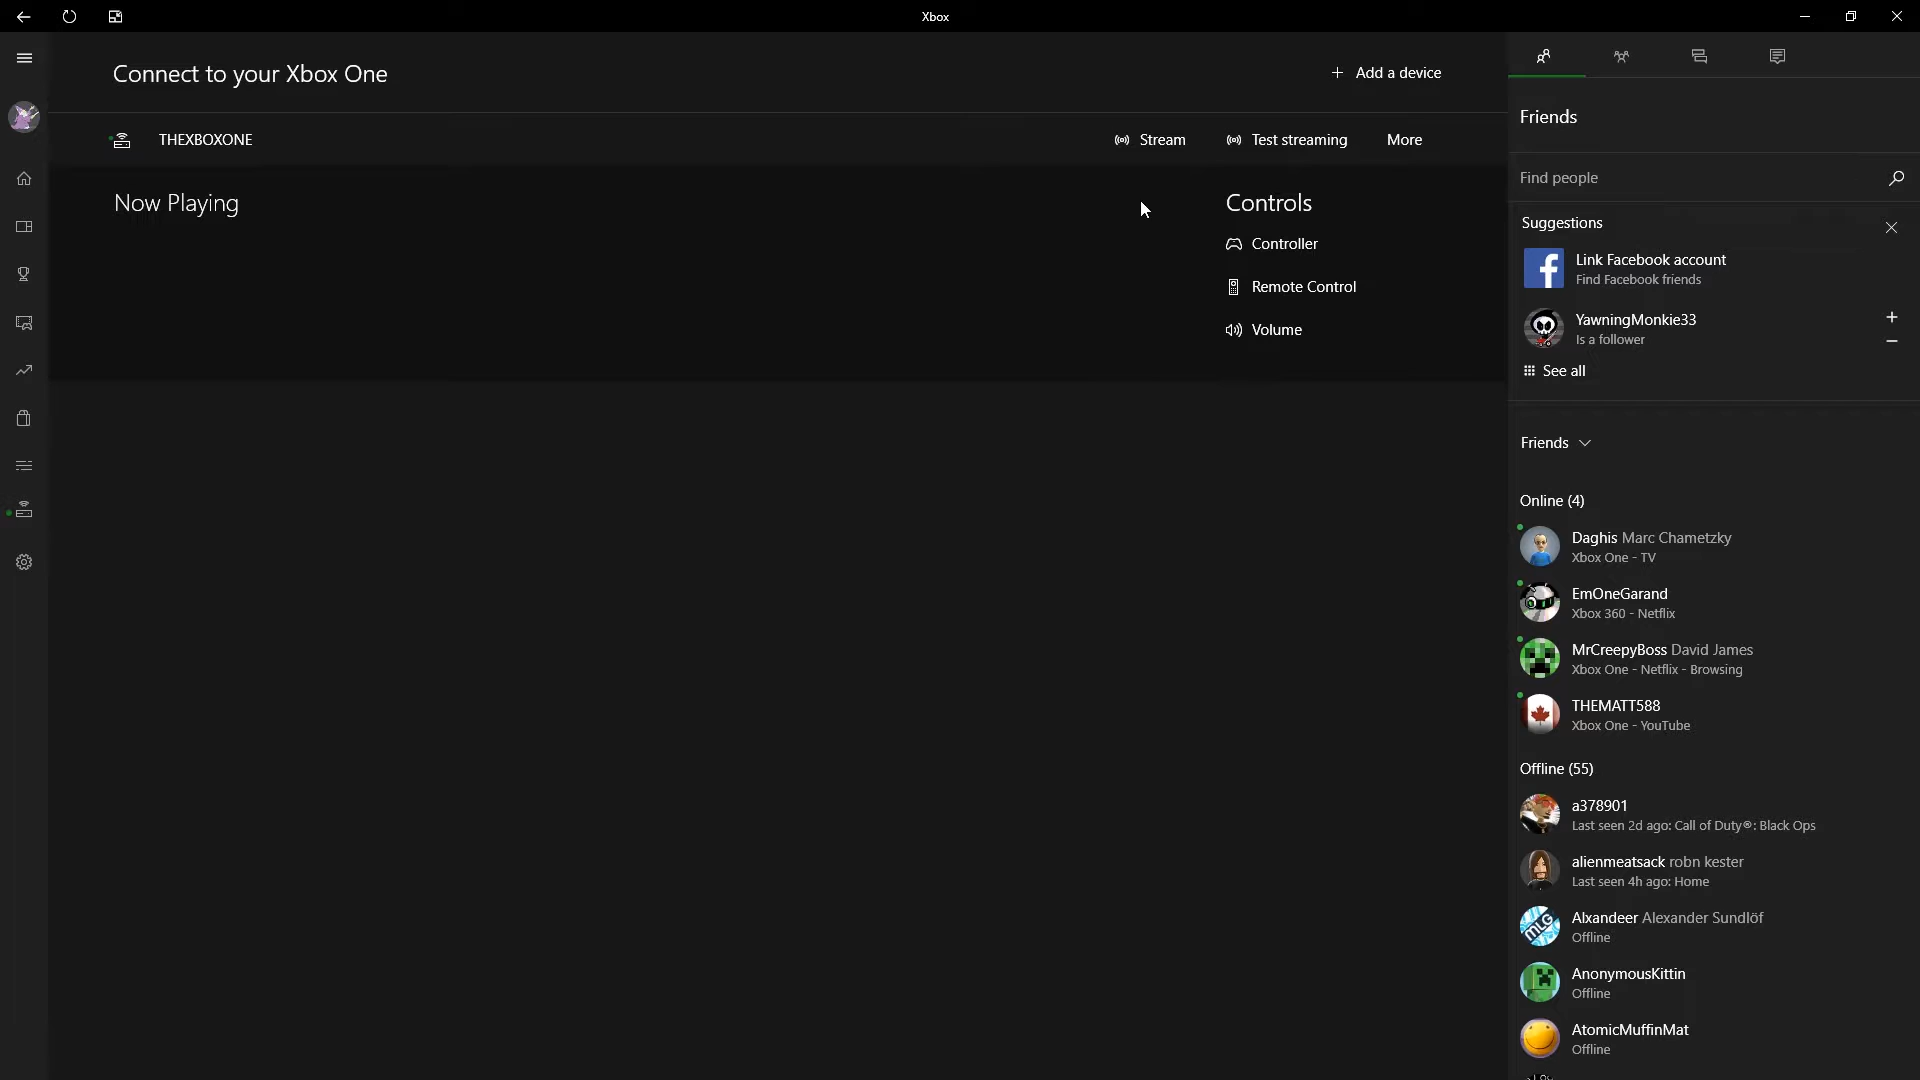 Xbox
Connect to your Xbox One
Add a device
THEXBOXONE
Stream
Test streaming
More
Now Playing
Controls
Controller
Remote Control
Volume
Friends
Find people
Suggestions
Link Facebook account
Find Facebook friends
YawningMonkie33
Is a follower
See all
Friends
Online (4)
Daghis Marc Chametzky
Xbox One - TV
EmOneGarand
Xbox 360 - Netflix
MrCreepyBoss David James
Xbox One - Netflix - Browsing
THEMATT588
Xbox One - YouTube
Offline (55)
a378901
Last seen 2d ago: Call of Duty®: Black Ops
alienmeatsack robn kester
Last seen 4h ago: Home
Alxandeer Alexander Sundlöf
MLG
Offline
AnonymousKittin
Offline
AtomicMuffinMat
Offline